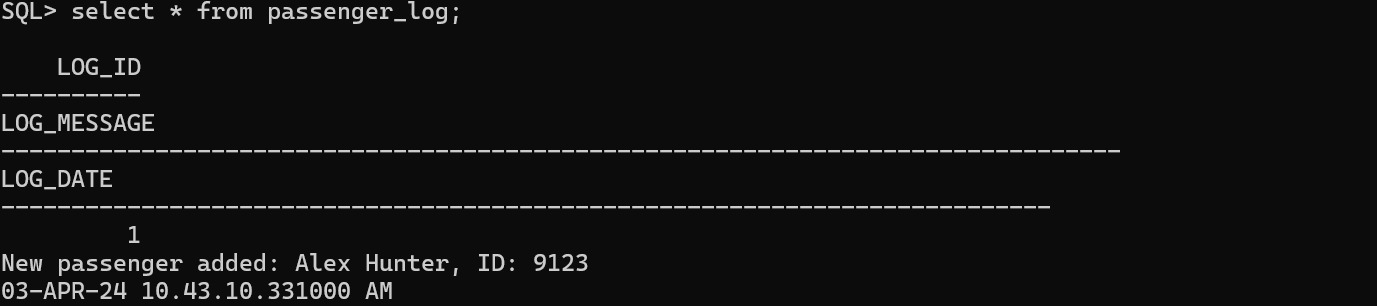 SQL> select * from passenger_log;
LOG_ID
----------
LOG_MESSAGE
--------------------------------------------------------------------------------
LOG_DATE
---------------------------------------------------------------------------
1
New passenger added: Alex Hunter, ID: 9123
03-APR-24 10.43.10.331000 AM